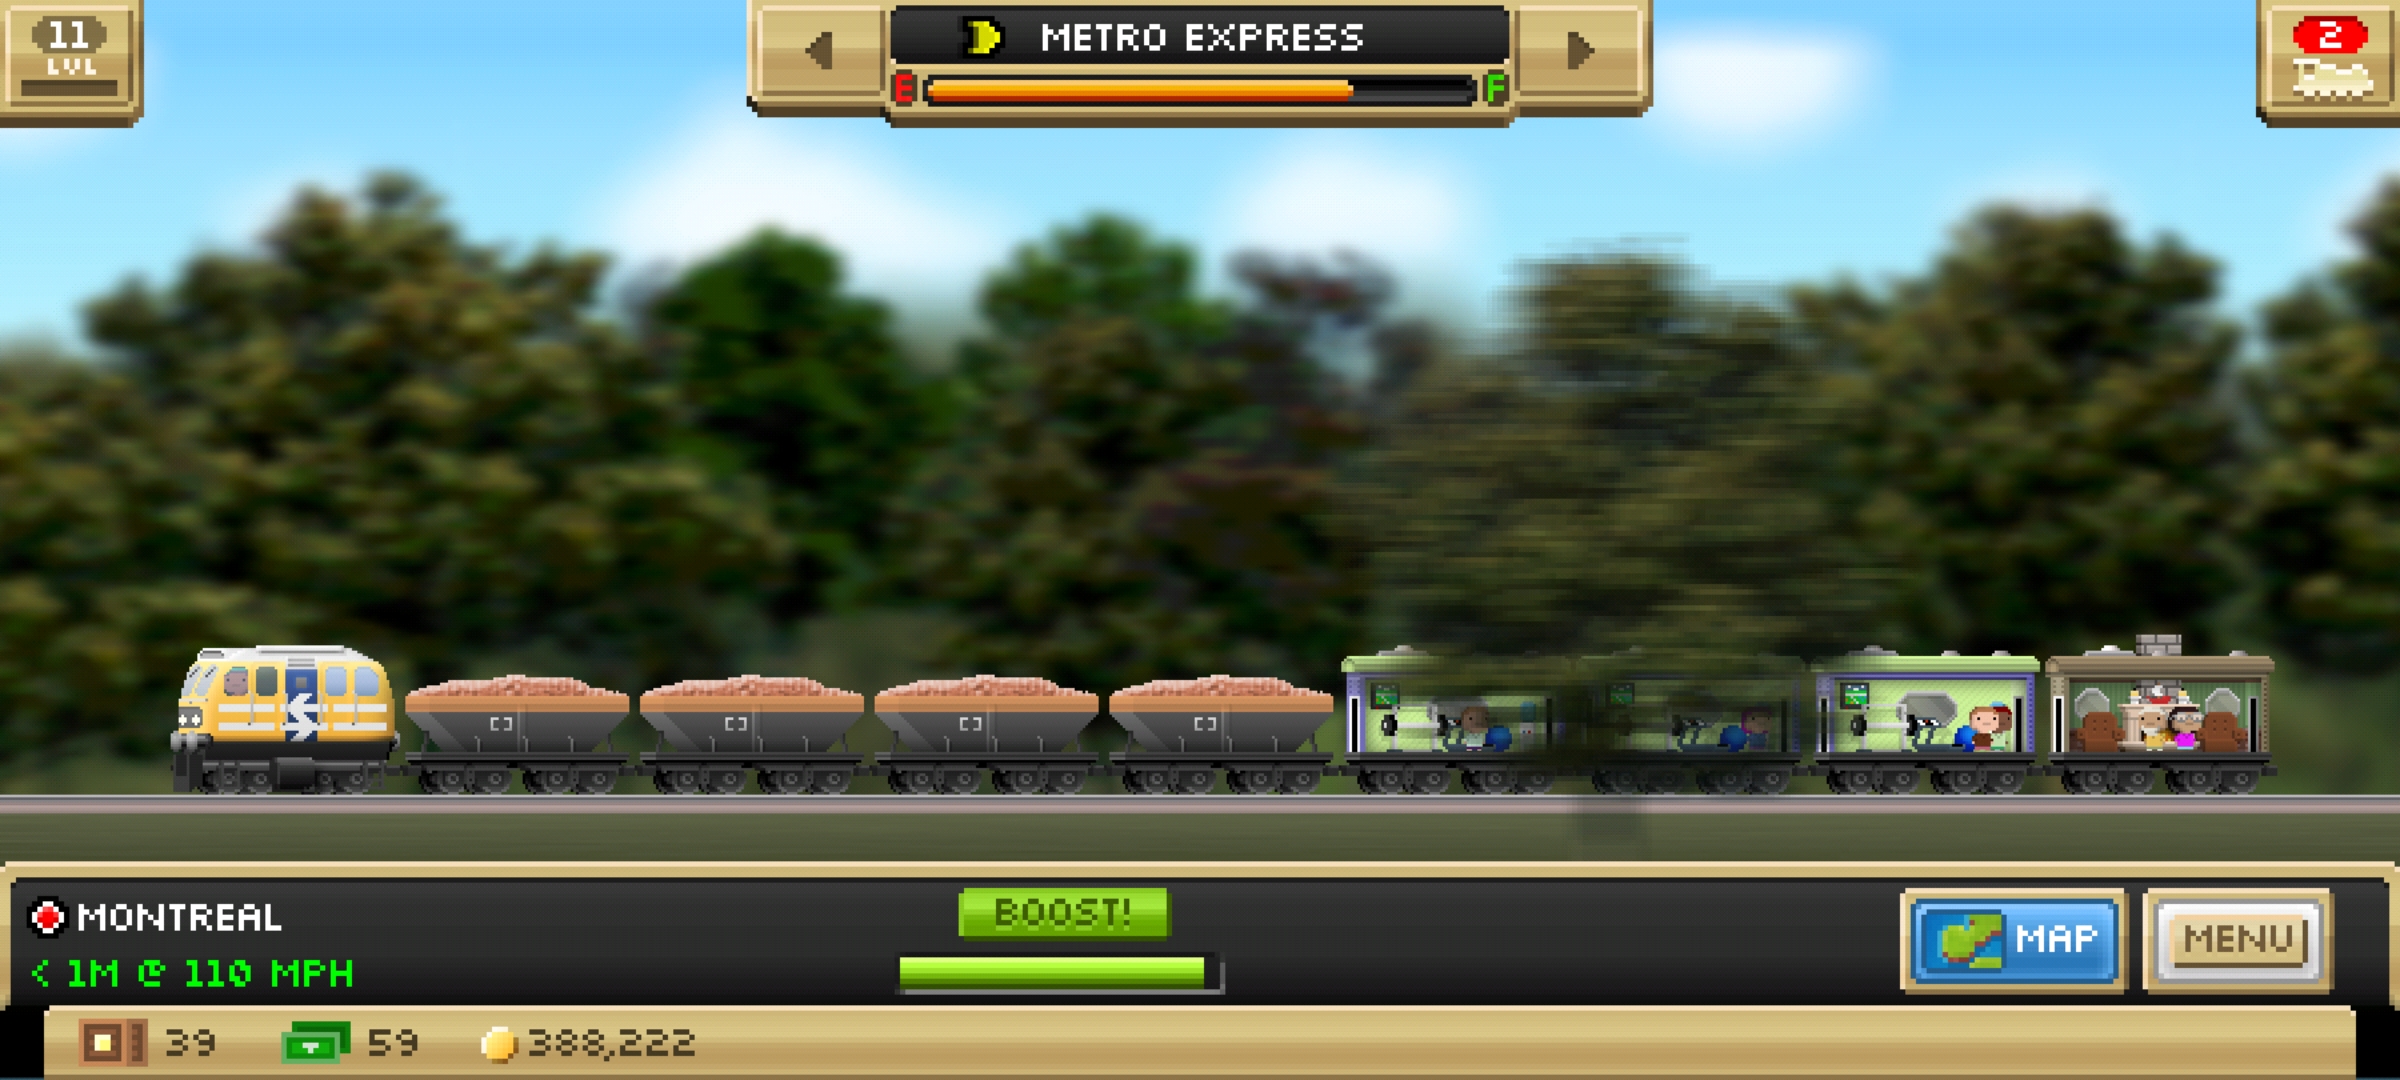 11
LVL
METRO EXPRESS
E F
2
MONTREAL
< 1M @ 110 MPH
BOOST!
MAP
MENU
39 59 388,222